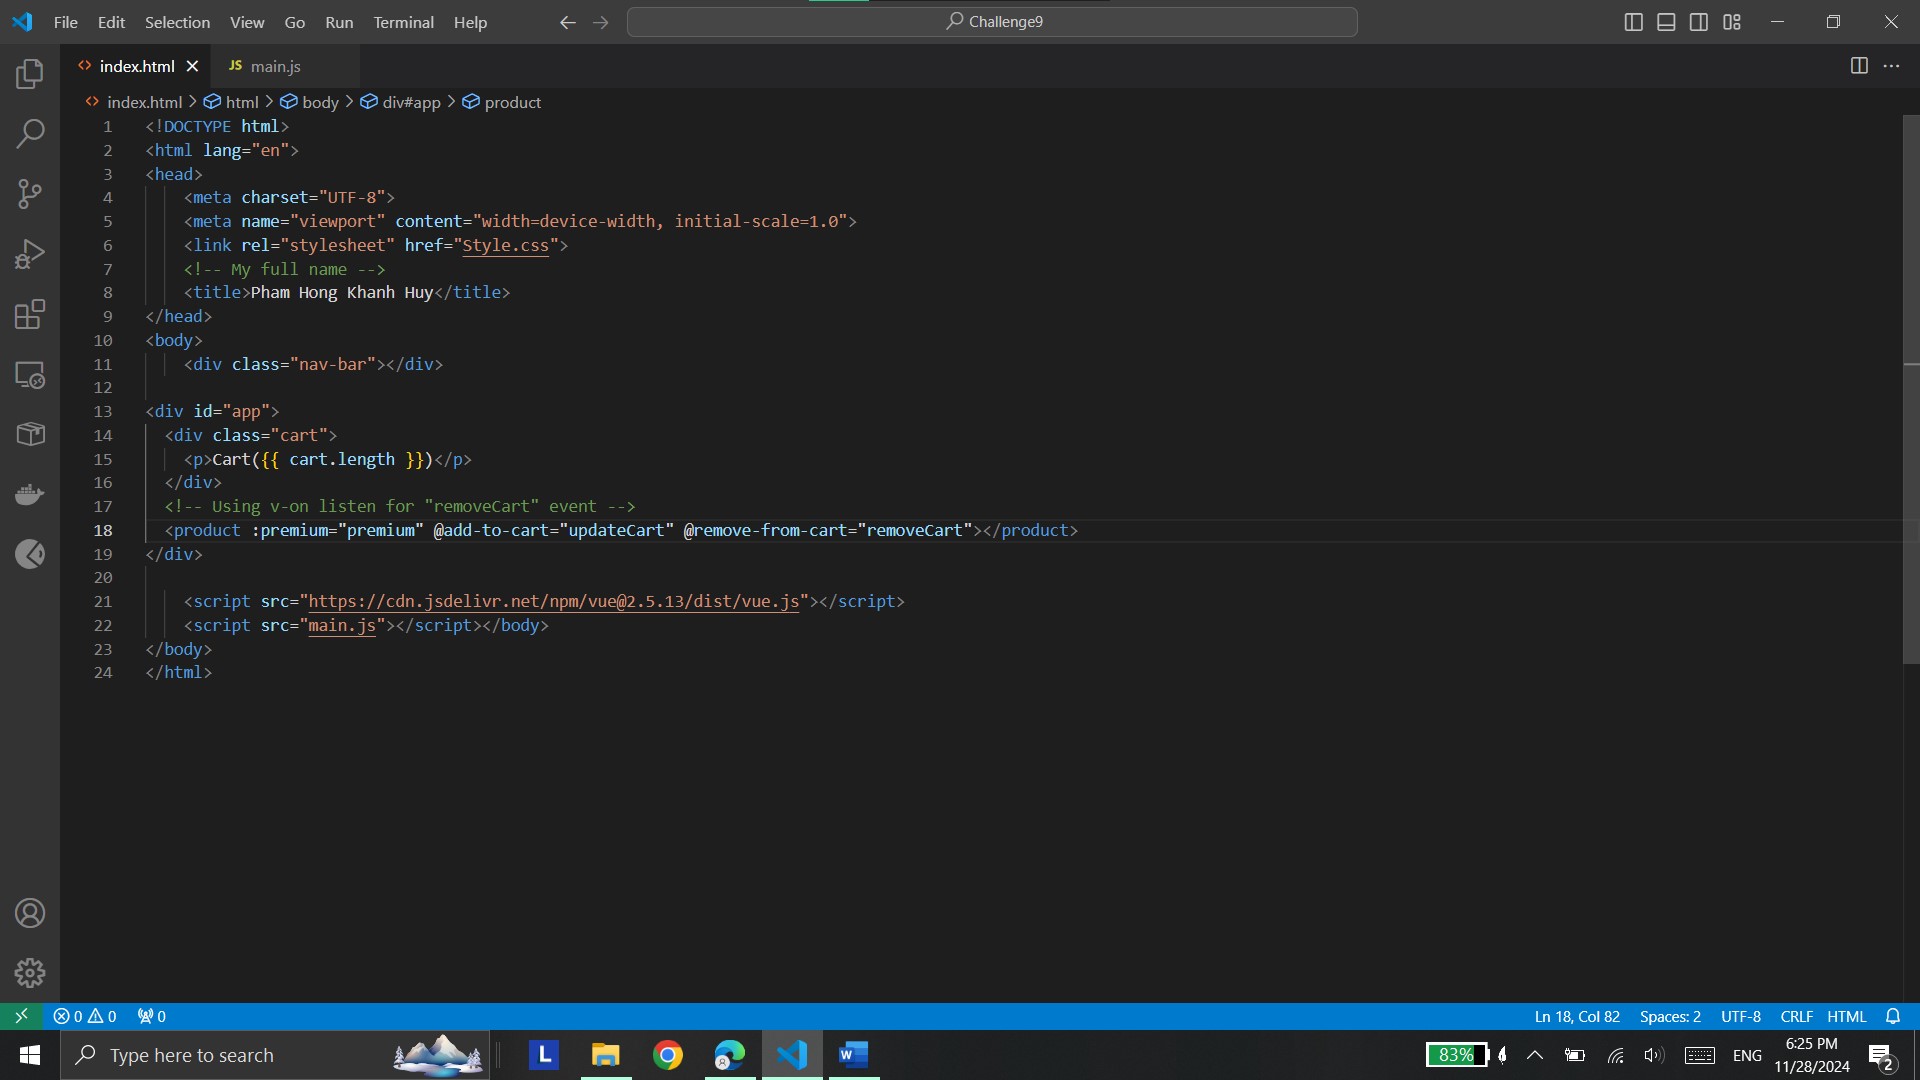 File Edit Selection View Go Run Terminal Help
Challenge9
index.html
JS main.js
index.html > html > body > div#app > product
1 <!DOCTYPE html>
2 <html lang="en">
3 <head>
4 <meta charset="UTF-8">
5 <meta name="viewport" content="width=device-width, initial-scale=1.0">
6 <link rel="stylesheet" href="Style.css">
7 <!-- My full name -->
8 <title>Pham Hong Khanh Huy</title>
9 </head>
10 <body>
11 <div class="nav-bar"></div>
12
13 <div id="app">
14 <div class="cart">
15 <p>Cart({{ cart.length }})</p>
16 </div>
17 <!-- Using v-on listen for "removeCart" event -->
18 <product :premium="premium" @add-to-cart="updateCart" @remove-from-cart="removeCart"></product>
19 </div>
20
21 <script src="https://cdn.jsdelivr.net/npm/vue@2.5.13/dist/vue.js"></script>
22 <script src="main.js"></script></body>
23 </body>
24 </html>
0 0 0
Ln 18, Col 82 Spaces: 2 UTF-8 CRLF HTML
Type here to search
L
W
83%
ENG
6:25 PM
11/28/2024
2